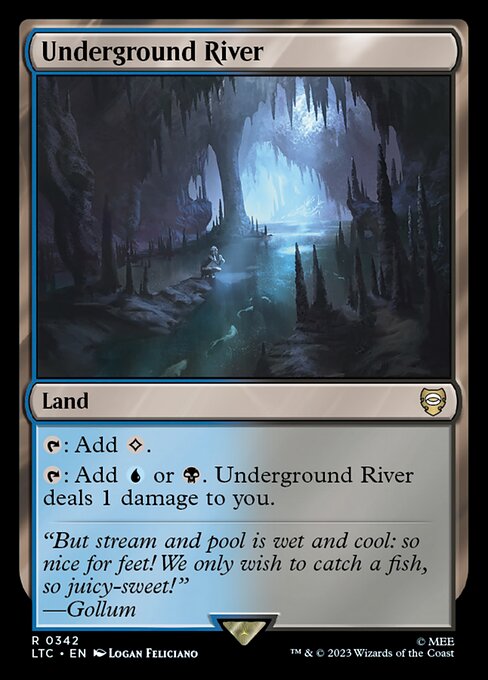 Underground River
Land
: Add .
: Add or . Underground River
deals 1 damage to you.
“But stream and pool is wet and cool: so
nice for feet! We only wish to catch a fish,
so juicy-sweet!”
—Gollum
R 0342
LTC • EN Logan Feliciano
© MEE
™ & © 2023 Wizards of the Coast